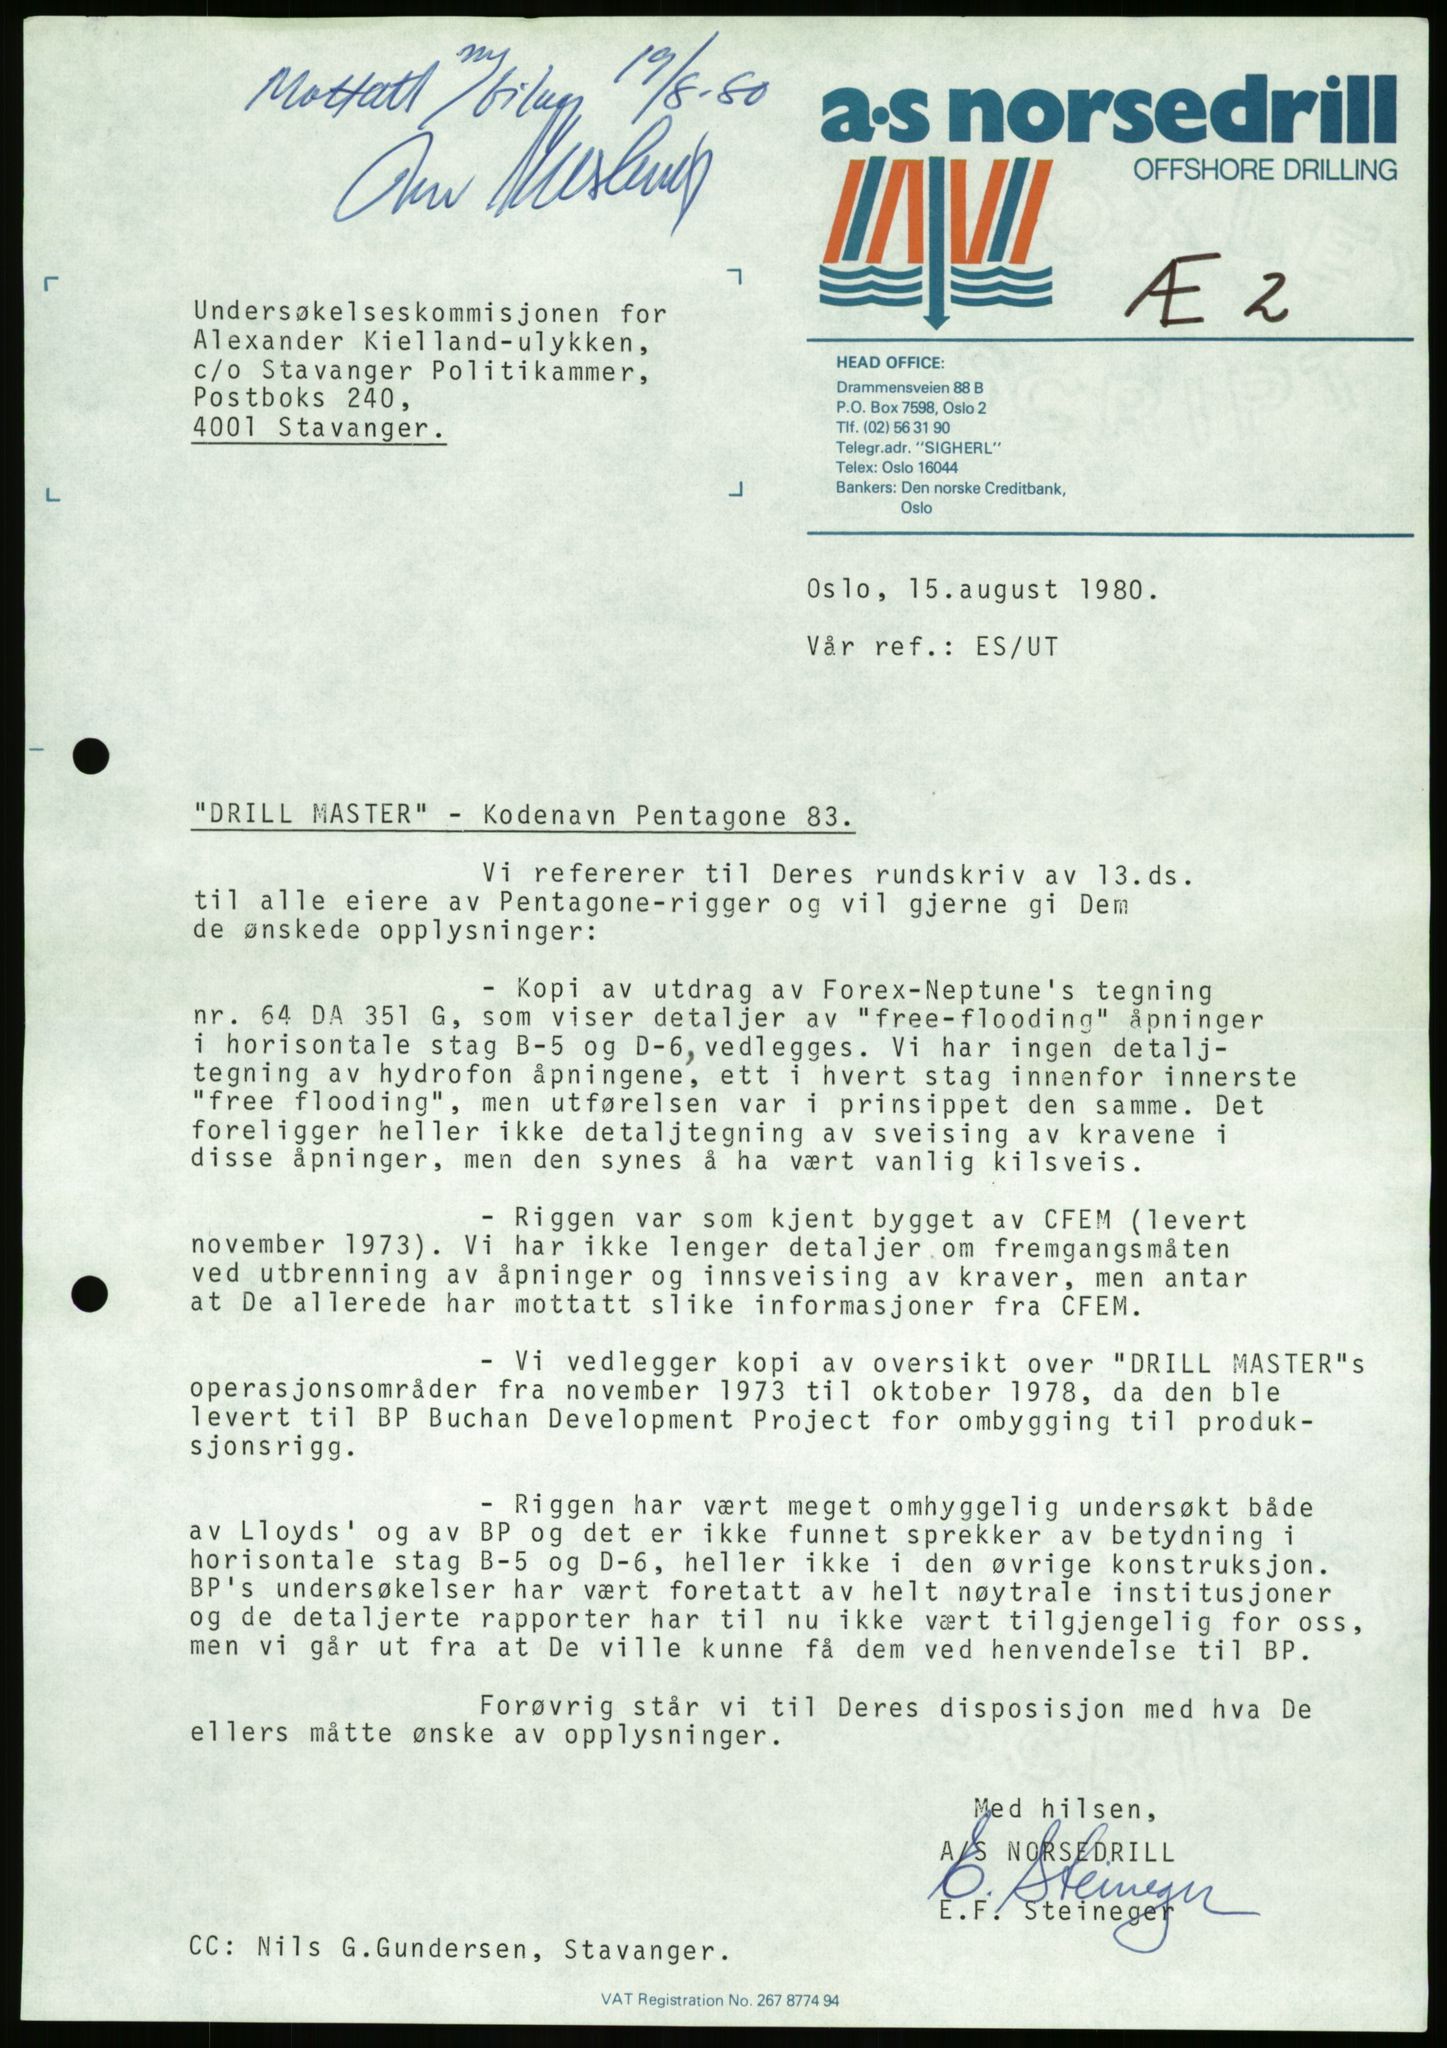 Mottatt m/bilag 19/8-80
a·s norsedrill
OFFSHORE DRILLING
Æ 2
Undersøkelseskommisjonen for
Alexander Kielland-ulykken,
c/o Stavanger Politikammer,
Postboks 240,
4001 Stavanger.
HEAD OFFICE:
Drammensveien 88 B
P.O. Box 7598, Oslo 2
Tlf. (02) 56 31 90
Telegr.adr. "SIGHERL"
Telex: Oslo 16044
Bankers: Den norske Creditbank,
Oslo
Oslo, 15.august 1980.
Vår ref.: ES/UT
"DRILL MASTER" - Kodenavn Pentagone 83.
Vi refererer til Deres rundskriv av 13.ds.
til alle eiere av Pentagone-rigger og vil gjerne gi Dem
de ønskede opplysninger:
- Kopi av utdrag av Forex-Neptune's tegning
nr. 64 DA 351 G, som viser detaljer av "free-flooding" åpninger
i horisontale stag B-5 og D-6, vedlegges. Vi har ingen detalj-
tegning av hydrofon åpningene, ett i hvert stag innenfor innerste
"free flooding", men utførelsen var i prinsippet den samme. Det
foreligger heller ikke detaljtegning av sveising av kravene i
disse åpninger, men den synes å ha vært vanlig kilsveis.
- Riggen var som kjent bygget av CFEM (levert
november 1973). Vi har ikke lenger detaljer om fremgangsmåten
ved utbrenning av åpninger og innsveising av kraver, men antar
at De allerede har mottatt slike informasjoner fra CFEM.
- Vi vedlegger kopi av oversikt over "DRILL MASTER"s
operasjonsområder fra november 1973 til oktober 1978, da den ble
levert til BP Buchan Development Project for ombygging til produk-
sjonsrigg.
- Riggen har vært meget omhyggelig undersøkt både
av Lloyds' og av BP og det er ikke funnet sprekker av betydning i
horisontale stag B-5 og D-6, heller ikke i den øvrige konstruksjon.
BP's undersøkelser har vært foretatt av helt nøytrale institusjoner
og de detaljerte rapporter har til nu ikke vært tilgjengelig for oss,
men vi går ut fra at De ville kunne få dem ved henvendelse til BP.
Forøvrig står vi til Deres disposisjon med hva De
ellers måtte ønske av opplysninger.
Med hilsen,
A/S NORSEDRILL
E. Steineger
E.F. Steineger
CC: Nils G.Gundersen, Stavanger.
VAT Registration No. 267 8774 94